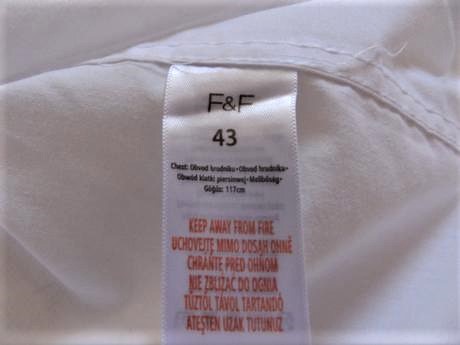 F&F
43
Chest: Obvod hrudníku • Obvod hrudníka •
Obwód klatki piersiowej • Mellbőség •
Göğüs: 117cm
KEEP AWAY FROM FIRE
UCHOVEJTE MIMO DOSAH OHNĚ
CHRÁŇTE PRED OHŇOM
NIE ZBLIŻAĆ DO OGNIA
TŰZTŐL TÁVOL TARTANDÓ
ATEŞTEN UZAK TUTUNUZ